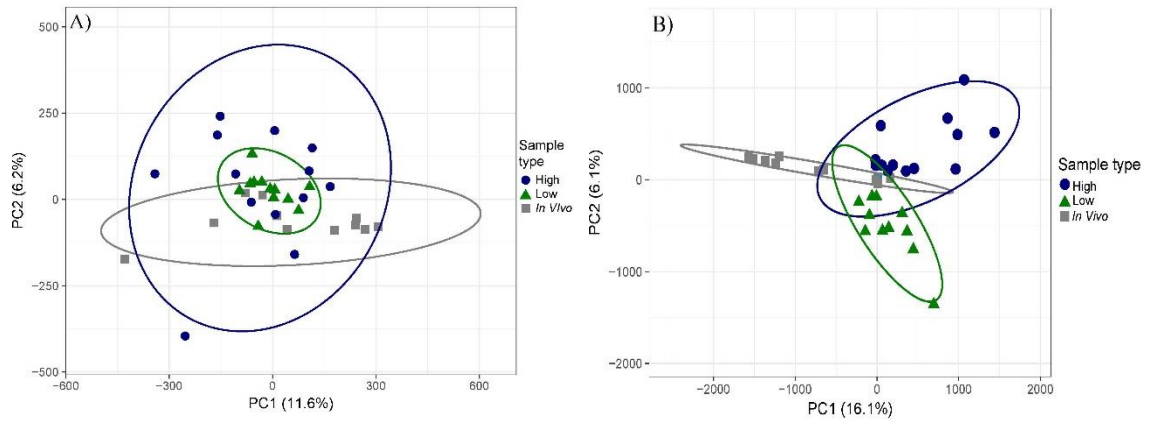 A)
500
250
0
-250
-500
-600
-300
0
300
600
PC2 (6.2%)
PC1 (11.6%)
Sample
type
High
Low
In Vivo
B)
1000
0
-1000
-2000
-2000
-1000
0
1000
2000
PC2 (6.1%)
PC1 (16.1%)
Sample type
High
Low
In Vivo